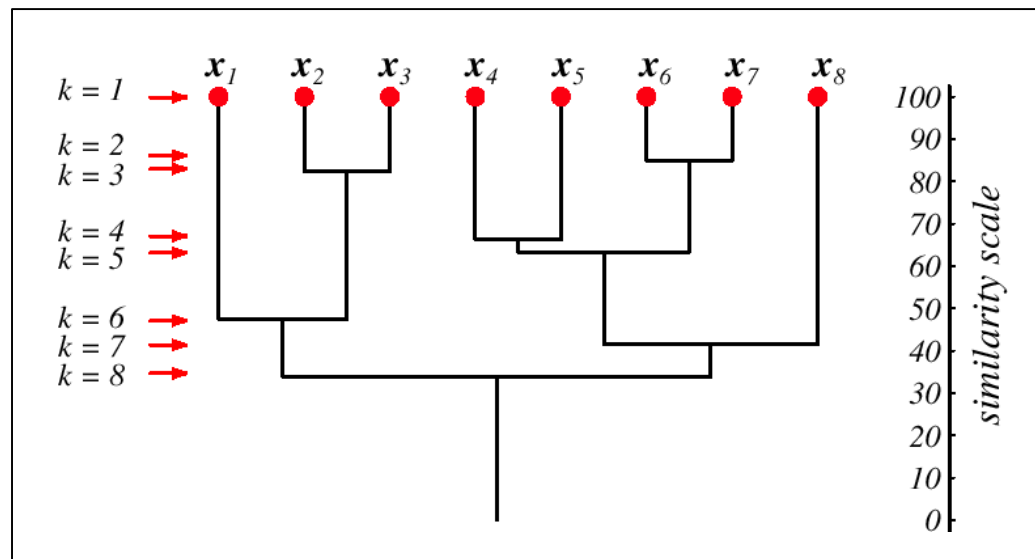 x1 x2 x3 x4 x5 x6 x7 x8
k = 1
k = 2
k = 3
k = 4
k = 5
k = 6
k = 7
k = 8
100
90
80
70
60
50
40
30
20
10
0
similarity scale